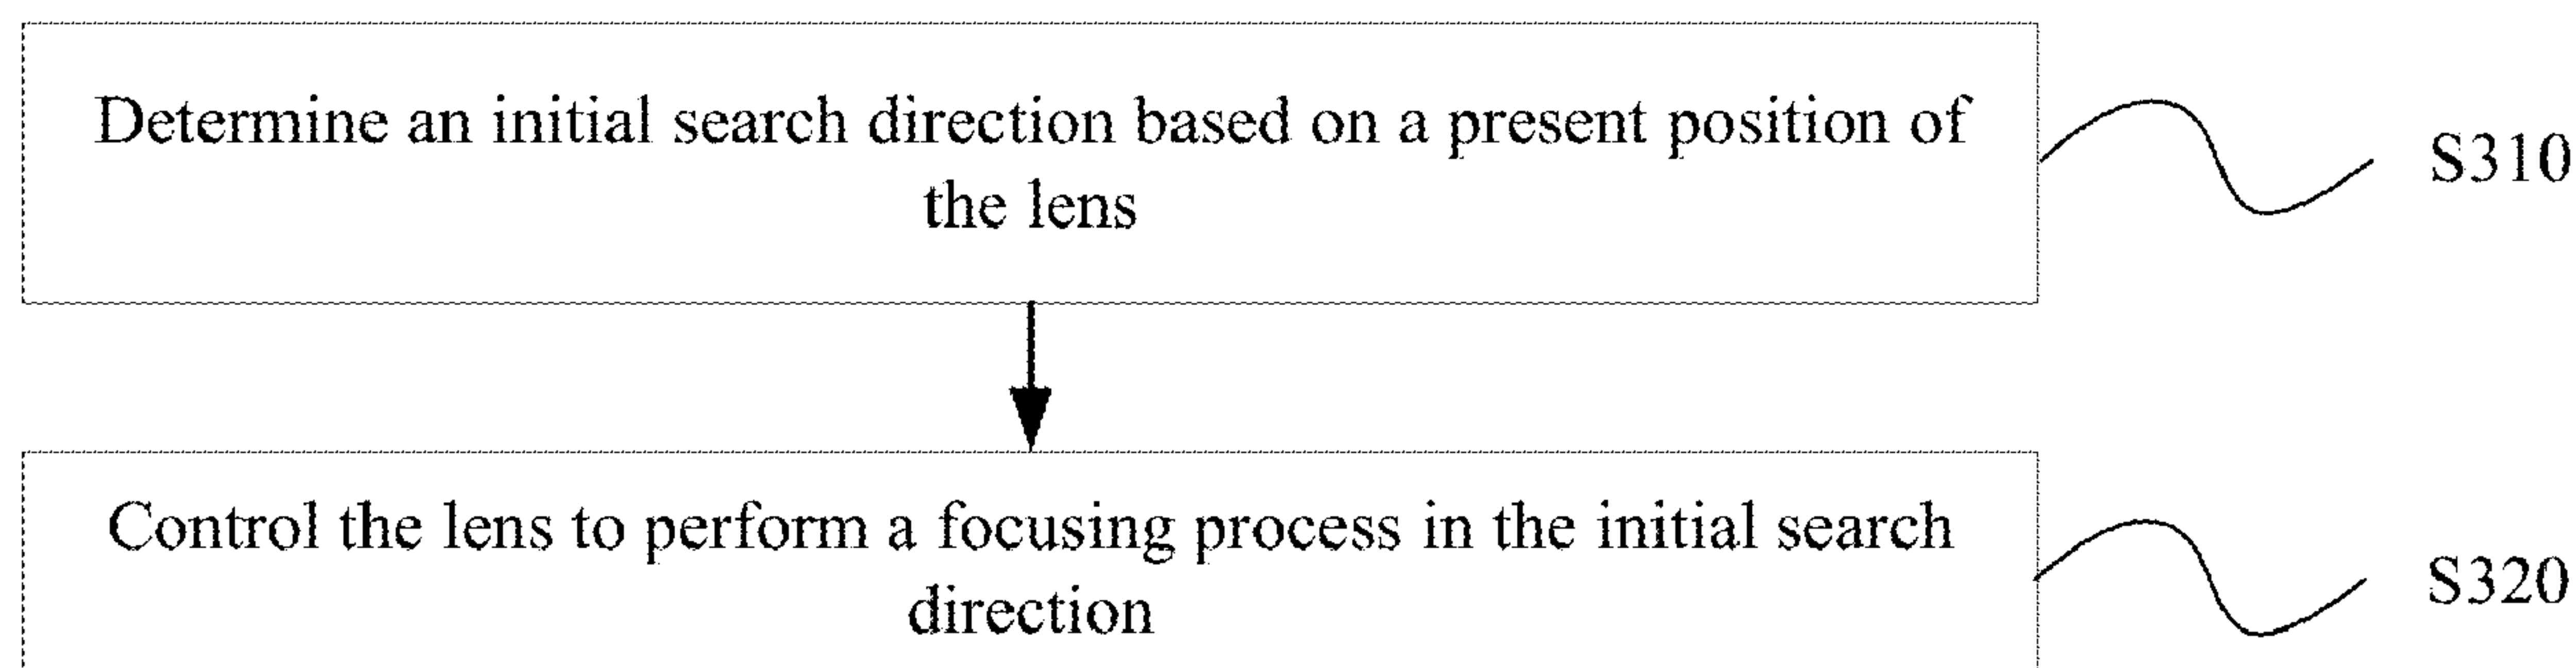 Determine an initial search direction based on a present position of
the lens
S310
Control the lens to perform a focusing process in the initial search
direction
S320